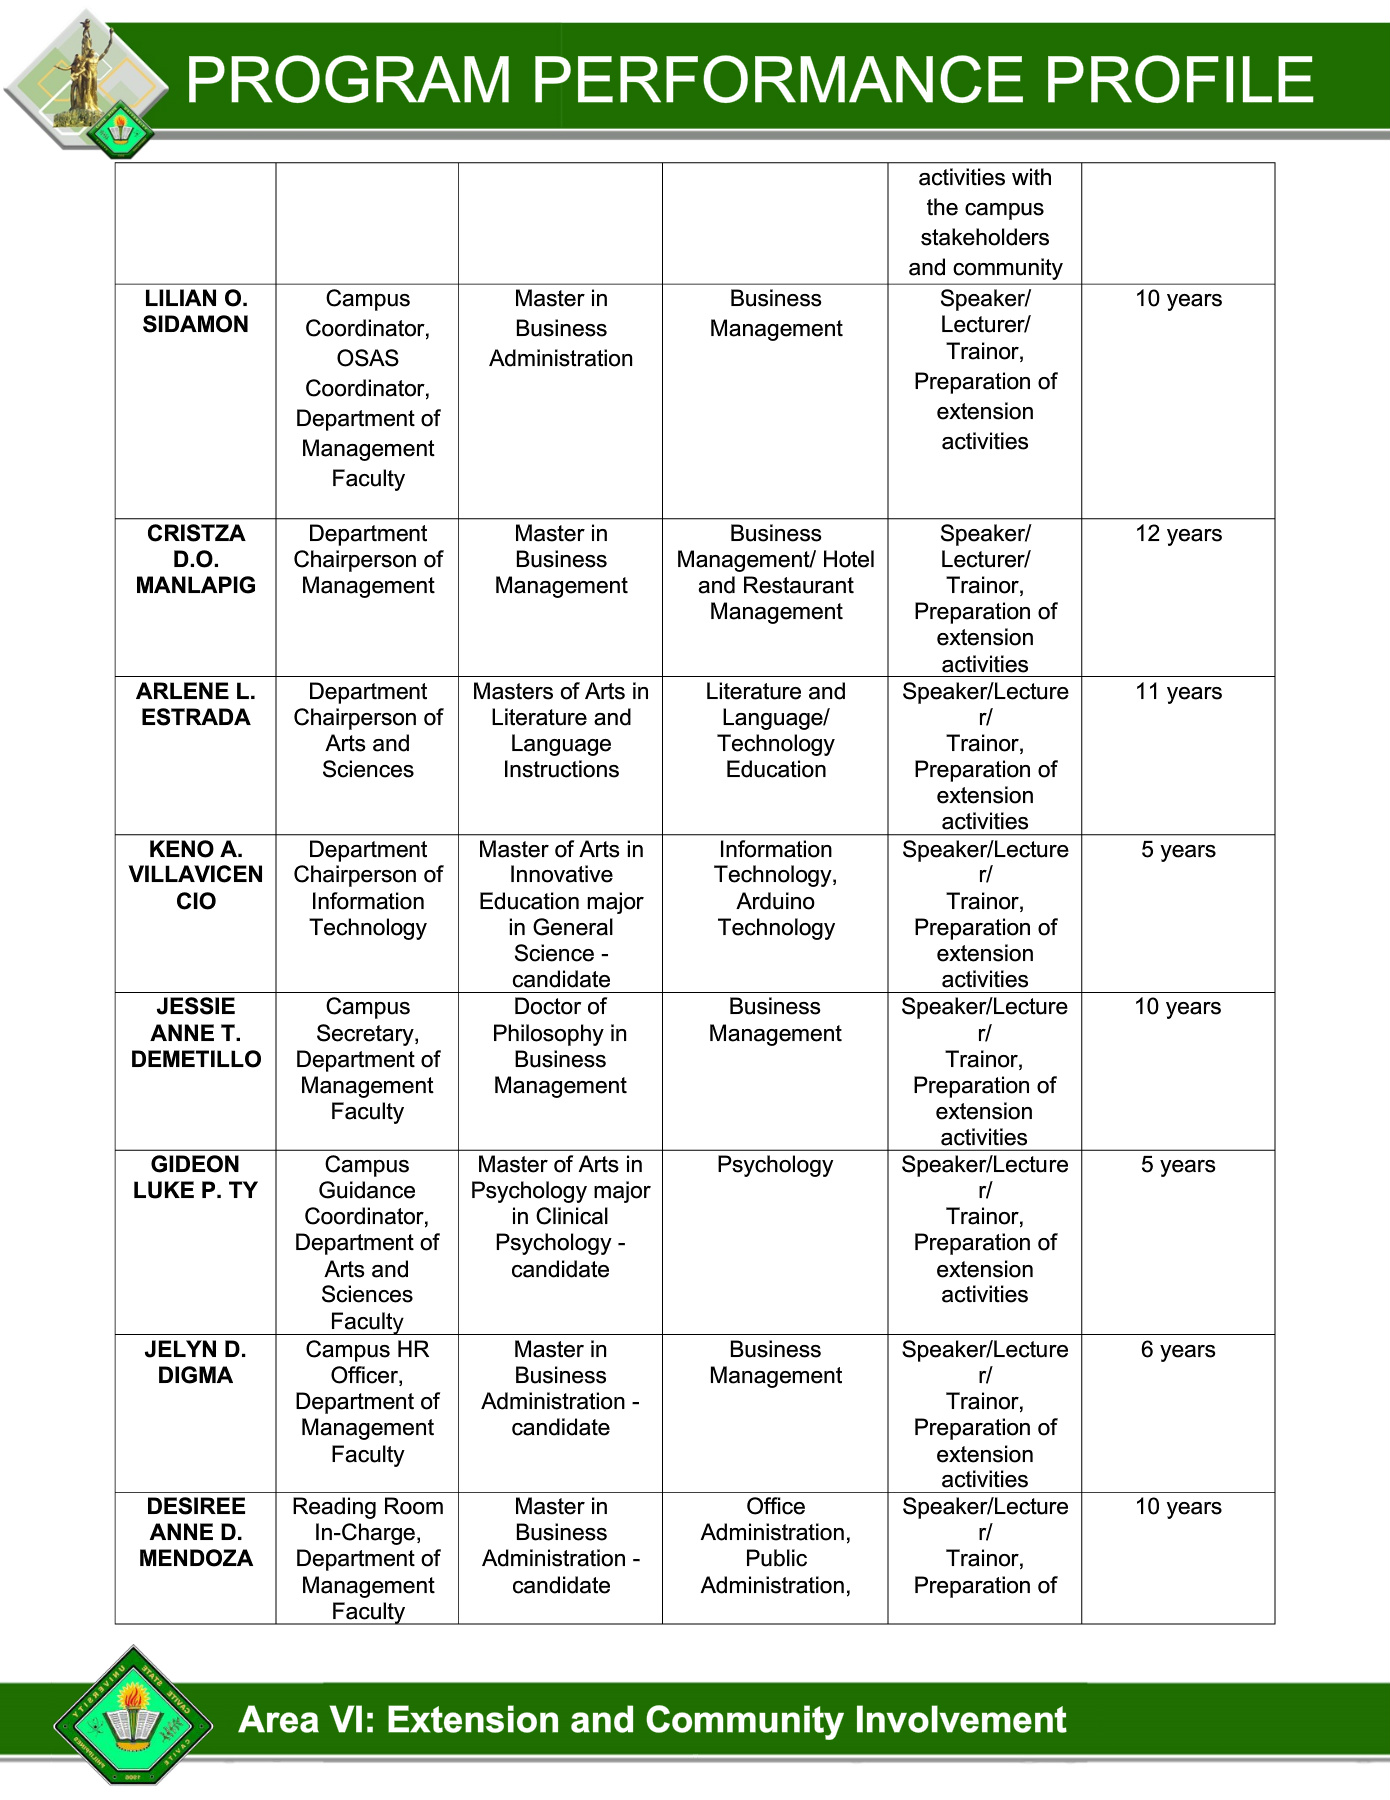 PROGRAM PERFORMANCE PROFILE
activities with
the campus
stakeholders
and community
LILIAN O.
SIDAMON
Campus
Coordinator,
OSAS
Coordinator,
Department of
Management
Faculty
Master in
Business
Administration
Business
Management
Speaker/
Lecturer/
Trainor,
Preparation of
extension
activities
10 years
CRISTZA
D.O.
MANLAPIG
Department
Chairperson of
Management
Master in
Business
Management
Business
Management/ Hotel
and Restaurant
Management
Speaker/
Lecturer/
Trainor,
Preparation of
extension
activities
12 years
ARLENE L.
ESTRADA
Department
Chairperson of
Arts and
Sciences
Masters of Arts in
Literature and
Language
Instructions
Literature and
Language/
Technology
Education
Speaker/Lecture
r/
Trainor,
Preparation of
extension
activities
11 years
KENO A.
VILLAVICEN
CIO
Department
Chairperson of
Information
Technology
Master of Arts in
Innovative
Education major
in General
Science -
candidate
Information
Technology,
Arduino
Technology
Speaker/Lecture
r/
Trainor,
Preparation of
extension
activities
5 years
JESSIE
ANNE T.
DEMETILLO
Campus
Secretary,
Department of
Management
Faculty
Doctor of
Philosophy in
Business
Management
Business
Management
Speaker/Lecture
r/
Trainor,
Preparation of
extension
activities
10 years
GIDEON
LUKE P. TY
Campus
Guidance
Coordinator,
Department of
Arts and
Sciences
Faculty
Master of Arts in
Psychology major
in Clinical
Psychology -
candidate
Psychology
Speaker/Lecture
r/
Trainor,
Preparation of
extension
activities
5 years
JELYN D.
DIGMA
Campus HR
Officer,
Department of
Management
Faculty
Master in
Business
Administration -
candidate
Business
Management
Speaker/Lecture
r/
Trainor,
Preparation of
extension
activities
6 years
DESIREE
ANNE D.
MENDOZA
Reading Room
In-Charge,
Department of
Management
Faculty
Master in
Business
Administration -
candidate
Office
Administration,
Public
Administration,
Speaker/Lecture
r/
Trainor,
Preparation of
10 years
CAVITE STATE UNIVERSITY
Area VI: Extension and Community Involvement